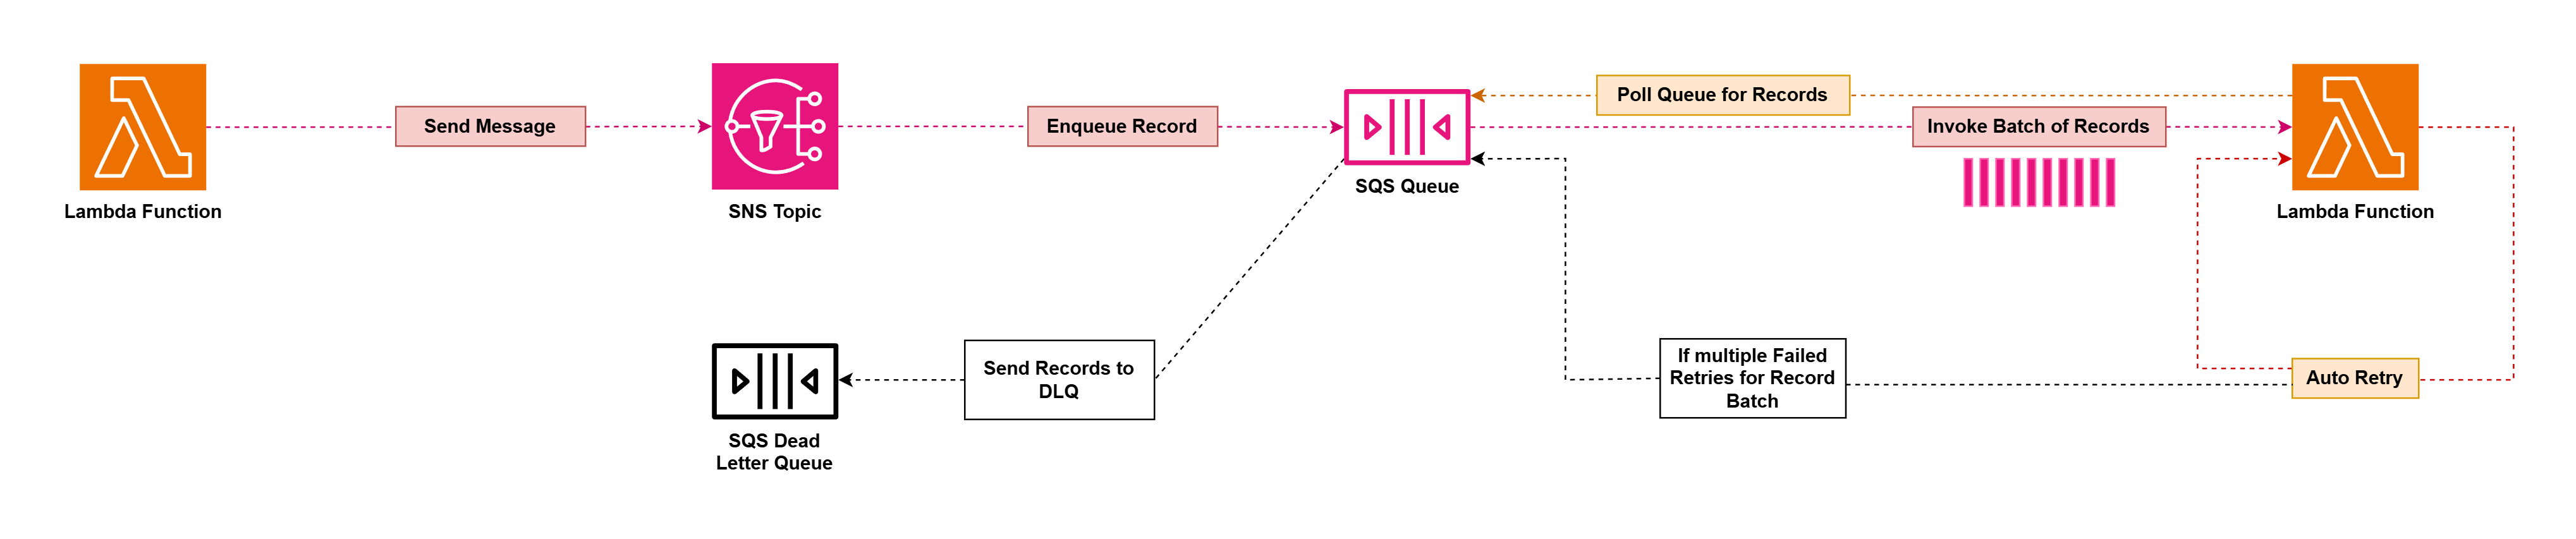 Poll Queue for Records
Send Message
Enqueue Record
Invoke Batch of Records
SQS Queue
Lambda Function
SNS Topic
Lambda Function
Send Records to
DLQ
If multiple Failed
Retries for Record
Batch
Auto Retry
SQS Dead
Letter Queue